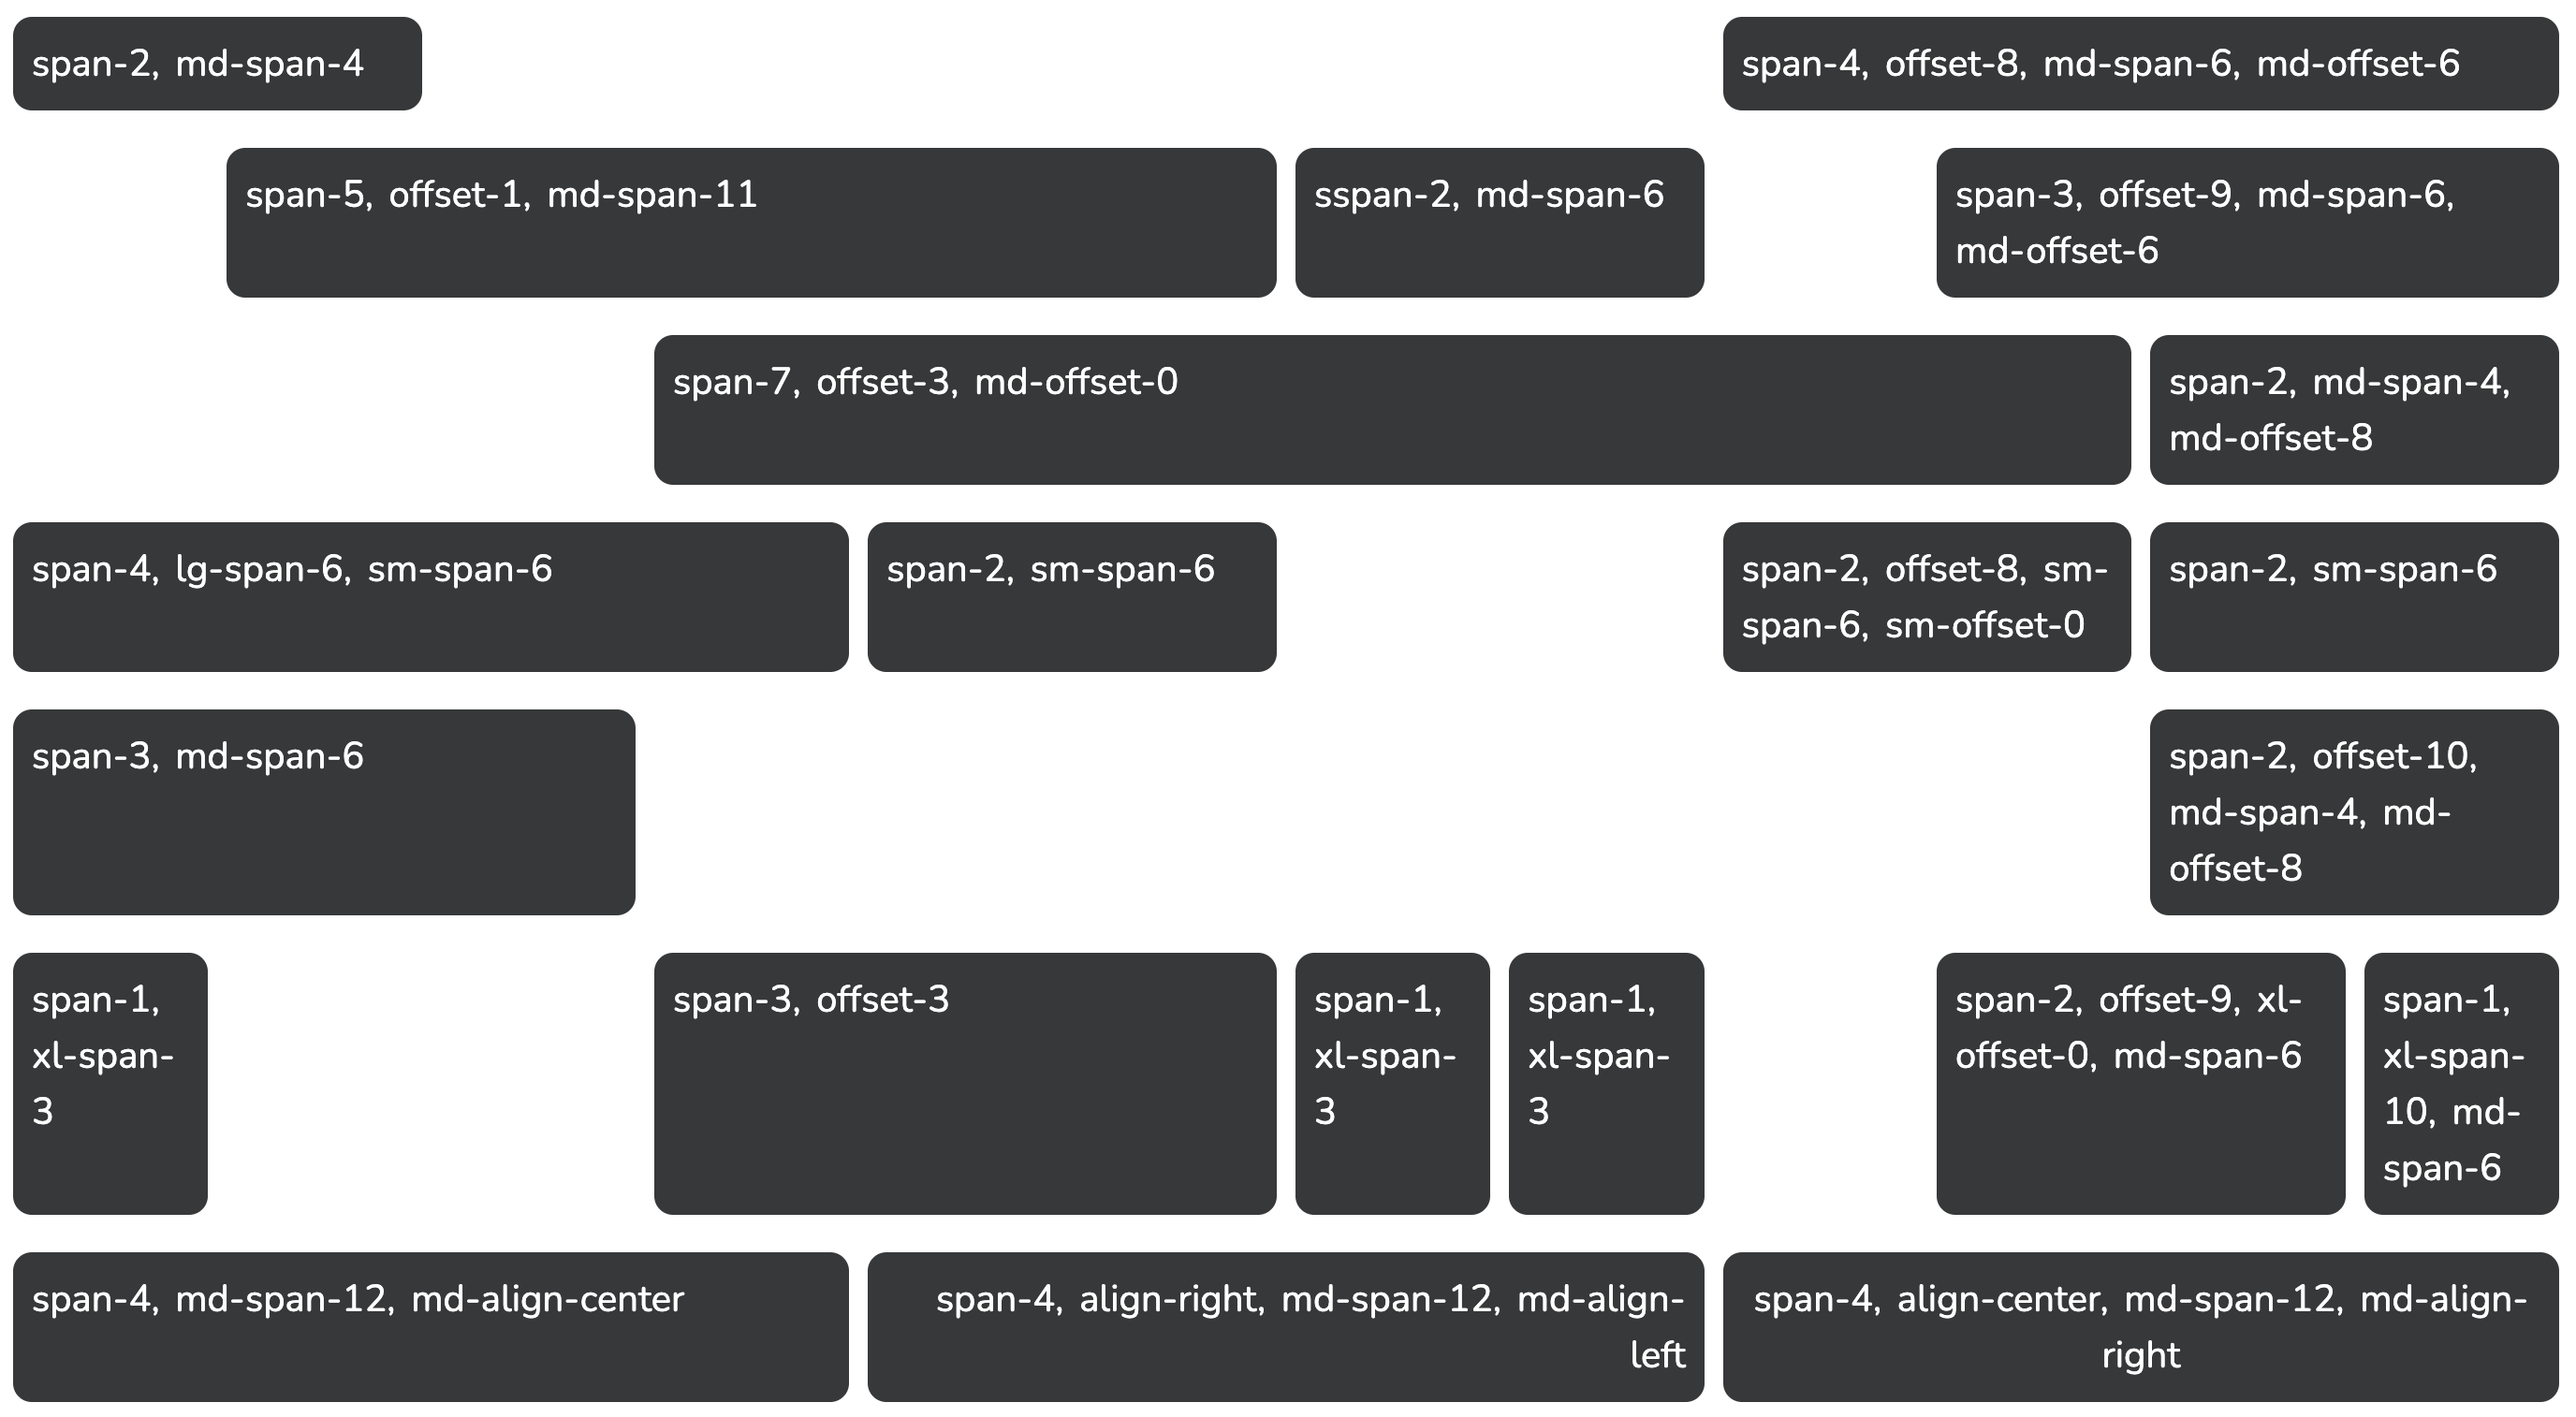 span-2, md-span-4
span-4, offset-8, md-span-6, md-offset-6
span-5, offset-1, md-span-11
sspan-2, md-span-6
span-3, offset-9, md-span-6,
md-offset-6
span-7, offset-3, md-offset-0
span-2, md-span-4,
md-offset-8
span-4, lg-span-6, sm-span-6
span-2, sm-span-6
span-2, offset-8, sm-
span-6, sm-offset-0
span-2, sm-span-6
span-3, md-span-6
span-2, offset-10,
md-span-4, md-
offset-8
span-1,
xl-span-
3
span-3, offset-3
span-1,
xl-span-
3
span-1,
xl-span-
3
span-2, offset-9, xl-
offset-0, md-span-6
span-1,
xl-span-
10, md-
span-6
span-4, md-span-12, md-align-center
span-4, align-right, md-span-12, md-align-
left
span-4, align-center, md-span-12, md-align-
right